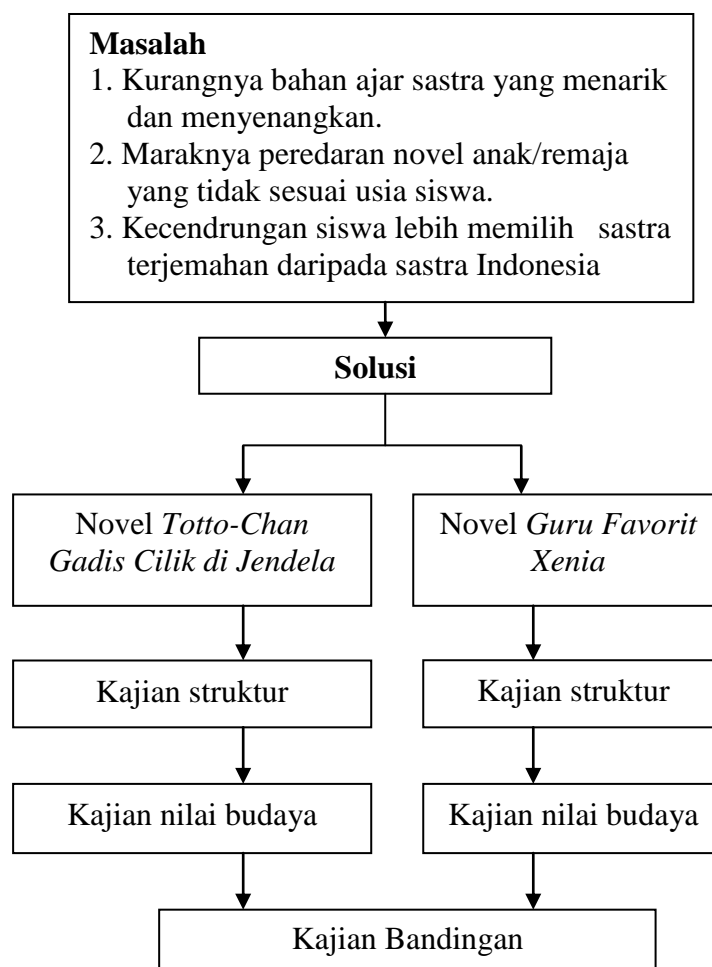 Masalah
1. Kurangnya bahan ajar sastra yang menarik
dan menyenangkan.
2. Maraknya peredaran novel anak/remaja
yang tidak sesuai usia siswa.
3. Kecendrungan siswa lebih memilih sastra
terjemahan daripada sastra Indonesia
Solusi
Novel Totto-Chan
Gadis Cilik di Jendela
Novel Guru Favorit
Xenia
Kajian struktur
Kajian struktur
Kajian nilai budaya
Kajian nilai budaya
Kajian Bandingan